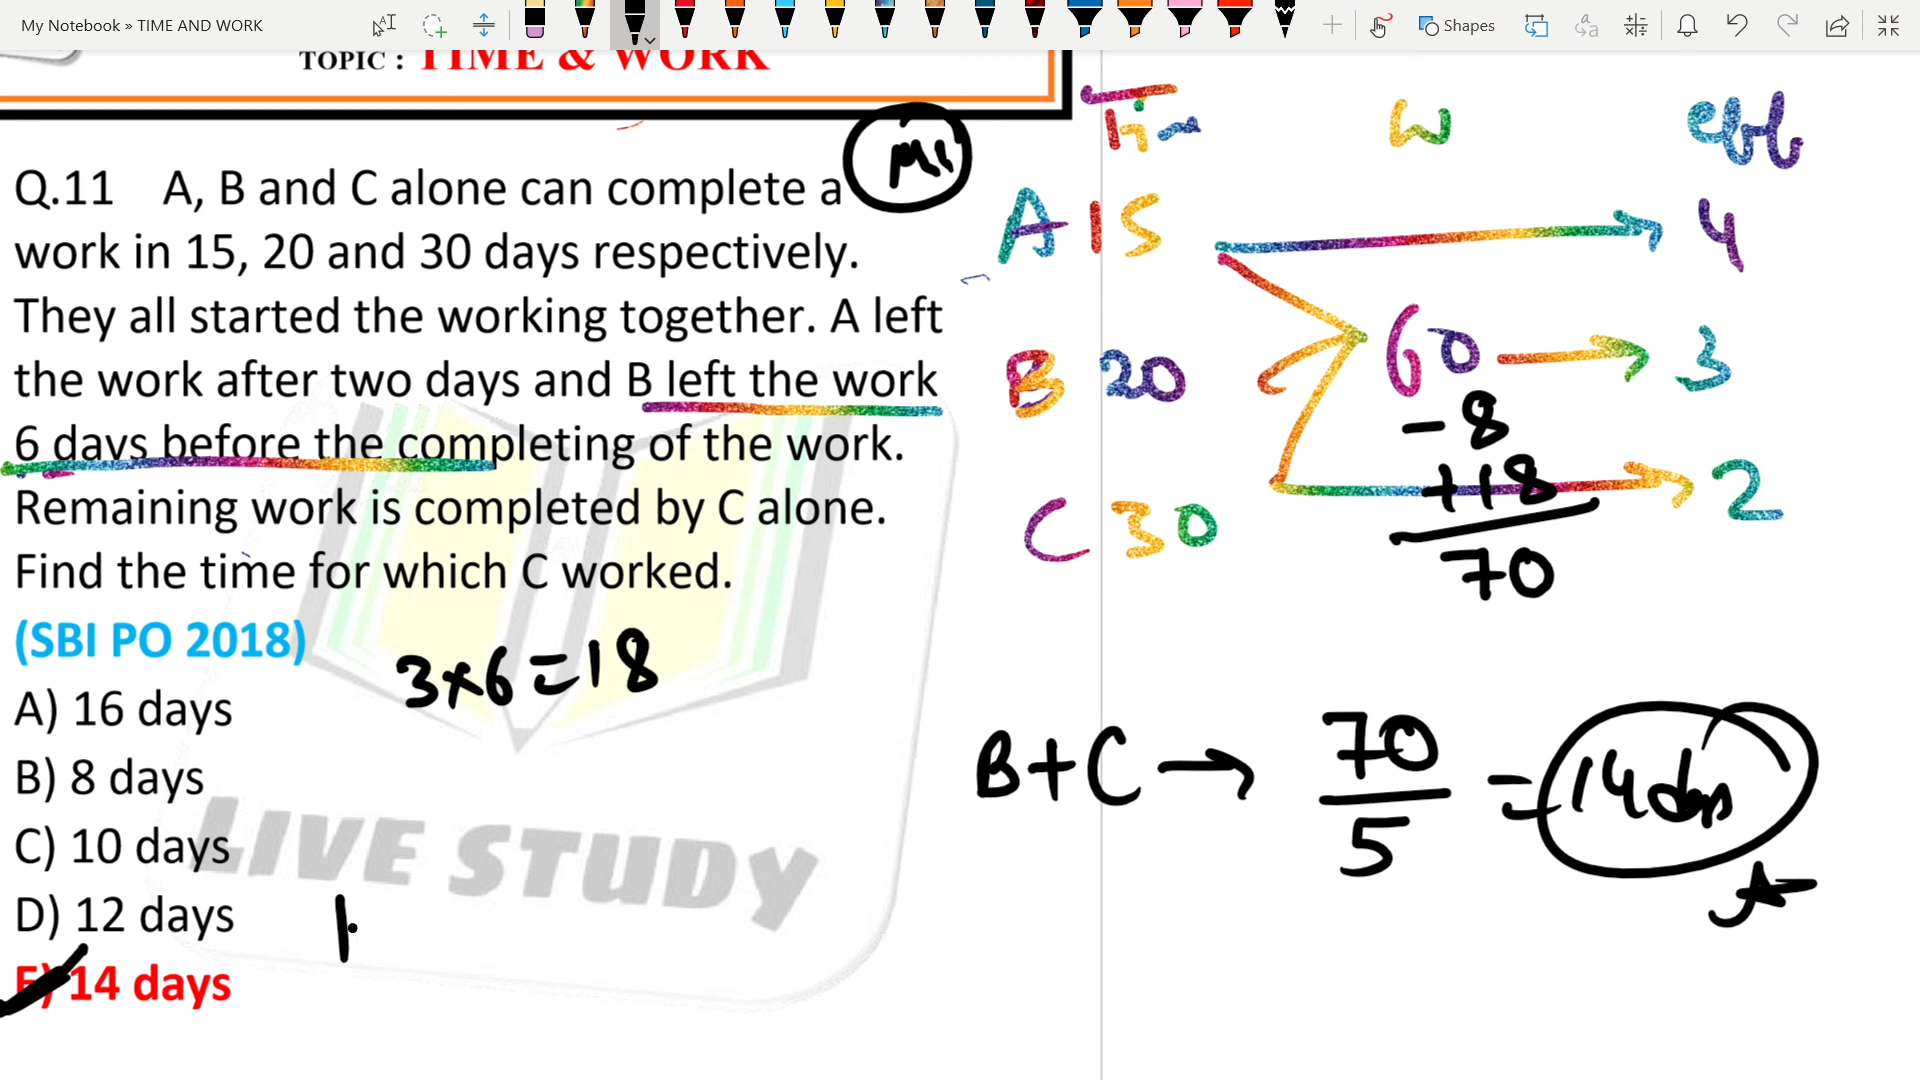 My Notebook » TIME AND WORK
Shapes
TOPIC : TIME & WORK
M1
Q.11 A, B and C alone can complete a
work in 15, 20 and 30 days respectively.
They all started the working together. A left
the work after two days and B left the work
6 days before the completing of the work.
Remaining work is completed by C alone.
Find the time for which C worked.
(SBI PO 2018)
A) 16 days
B) 8 days
C) 10 days
D) 12 days
E) 14 days
3×6=18
LIVE STUDY
W
A 15 4
B 20 60 3
C 30 2
-8
+18
70
B+C→ 70/5 = 14 days